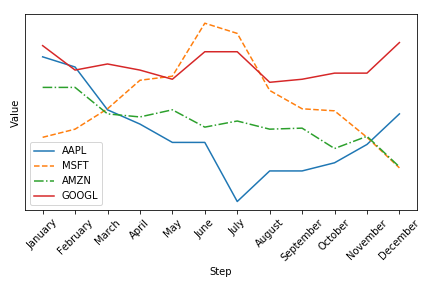 Value
AAPL
MSFT
AMZN
GOOGL
January
February
March
April
May
June
July
August
September
October
November
December
Step